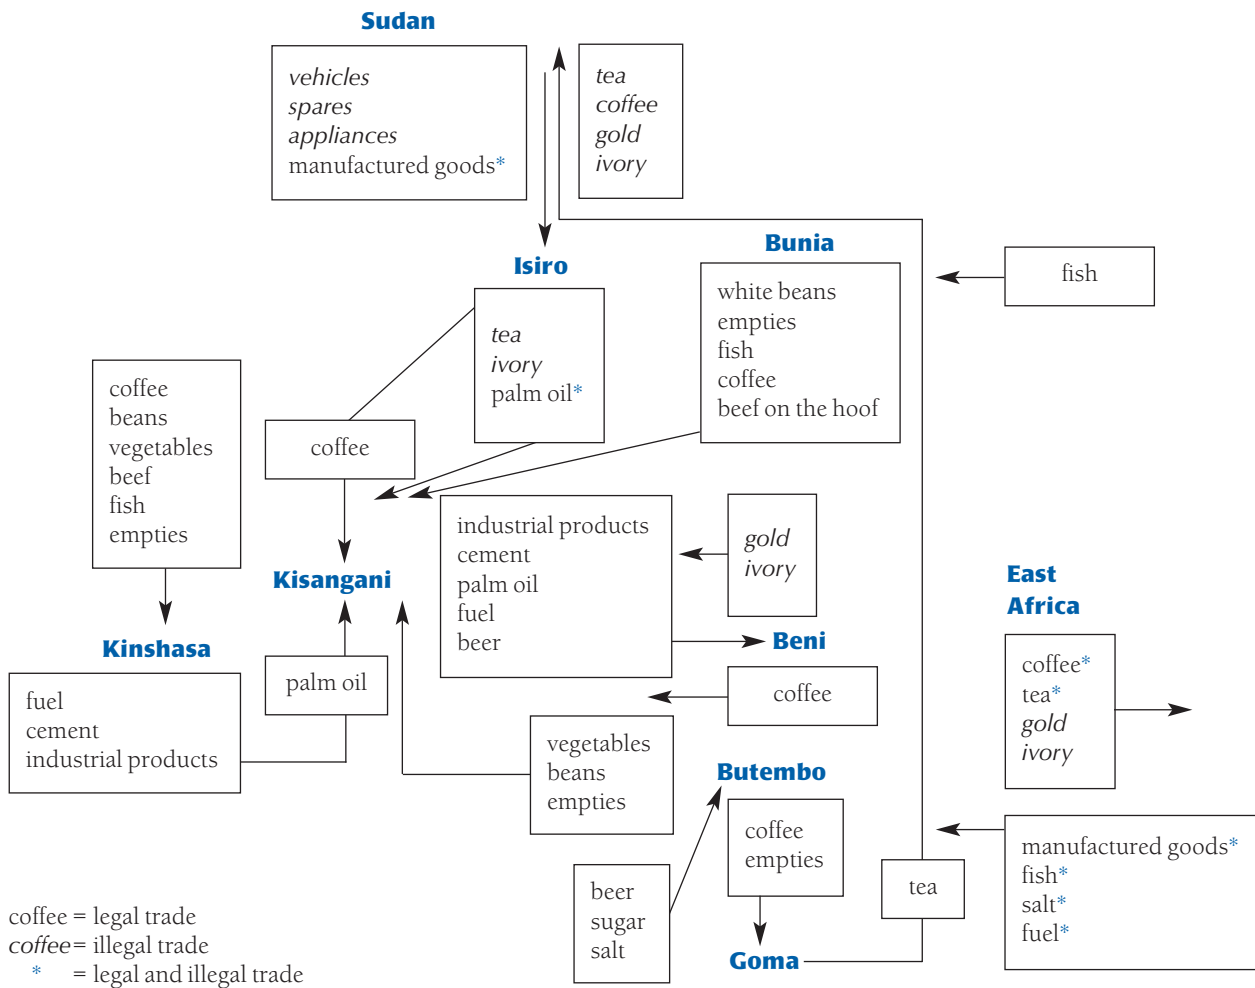 Sudan
vehicles
spares
appliances
manufactured goods*
tea
coffee
gold
ivory
Bunia
white beans
empties
fish
coffee
beef on the hoof
fish
Isiro
tea
ivory
palm oil*
coffee
beans
vegetables
beef
fish
empties
coffee
industrial products
cement
palm oil
fuel
beer
gold
ivory
Kisangani
East
Africa
Beni
Kinshasa
coffee*
tea*
gold
ivory
palm oil
coffee
fuel
cement
industrial products
vegetables
beans
empties
Butembo
coffee
empties
manufactured goods*
fish*
salt*
fuel*
beer
sugar
salt
tea
Goma
coffee = legal trade
coffee = illegal trade
* = legal and illegal trade